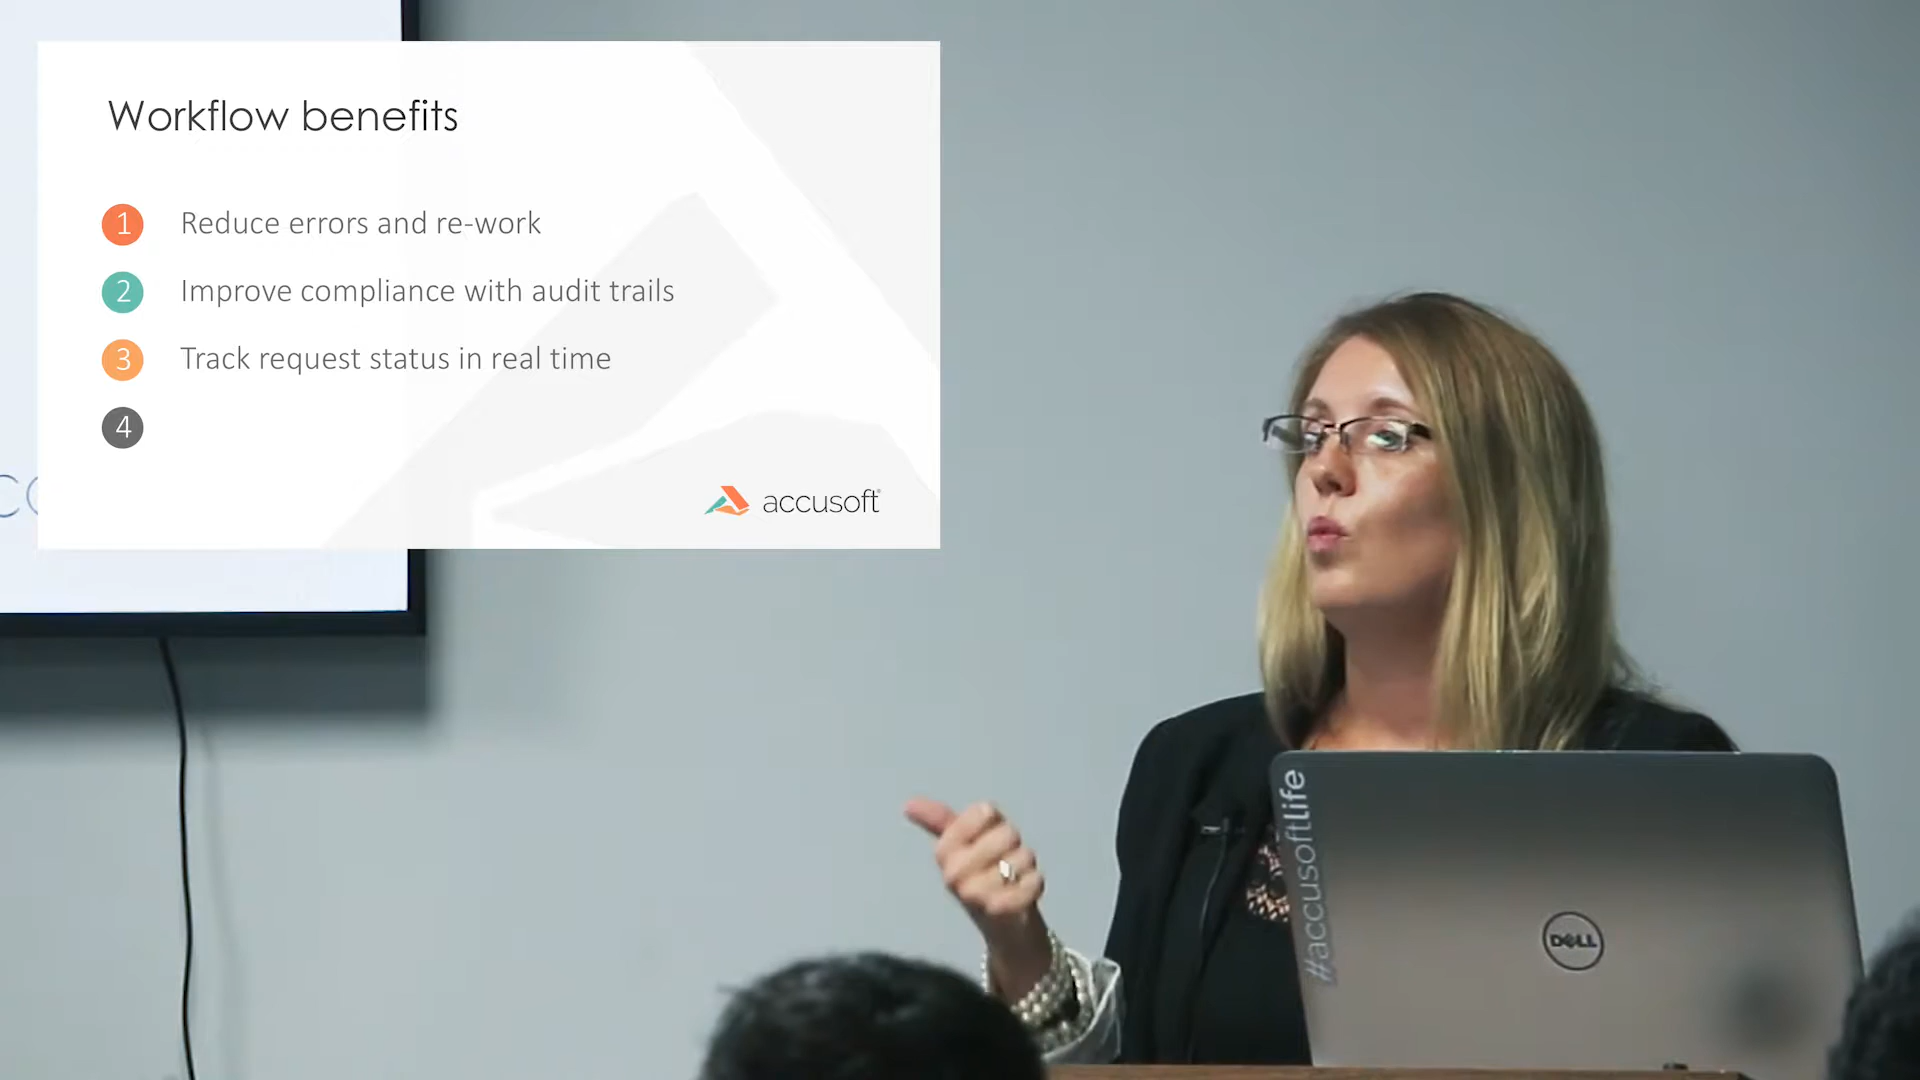 Workflow benefits
1 Reduce errors and re-work
2 Improve compliance with audit trails
3 Track request status in real time
4
accusoft
#accusoftlife
DELL